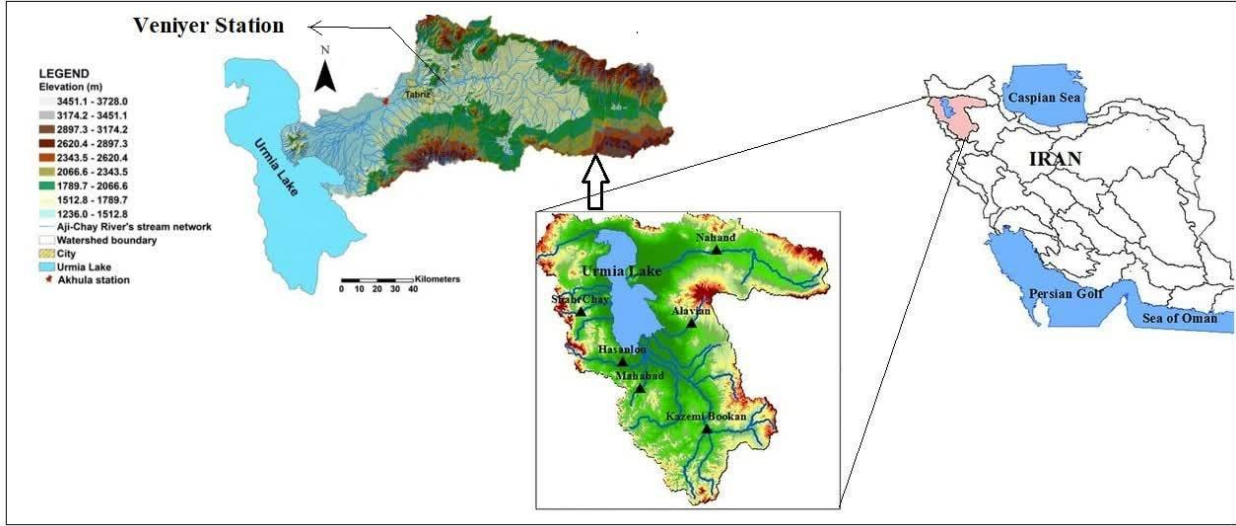 Veniyer Station
N
LEGEND
Elevation (m)
3451.1 - 3728.0
3174.2 - 3451.1
2897.3 - 3174.2
2620.4 - 2897.3
2343.5 - 2620.4
2066.6 - 2343.5
1789.7 - 2066.6
1512.8 - 1789.7
1236.0 - 1512.8
Aji-Chay River's stream network
Watershed boundary
City
Urmia Lake
Akhula station
Tabriz
Urmia Lake
Kilometers
0 10 20 30 40
Nahand
Urmia Lake
ShahrChay
Alavian
Hasanlou
Mahabad
Kazemi Bookan
Caspian Sea
IRAN
Persian Golf
Sea of Oman